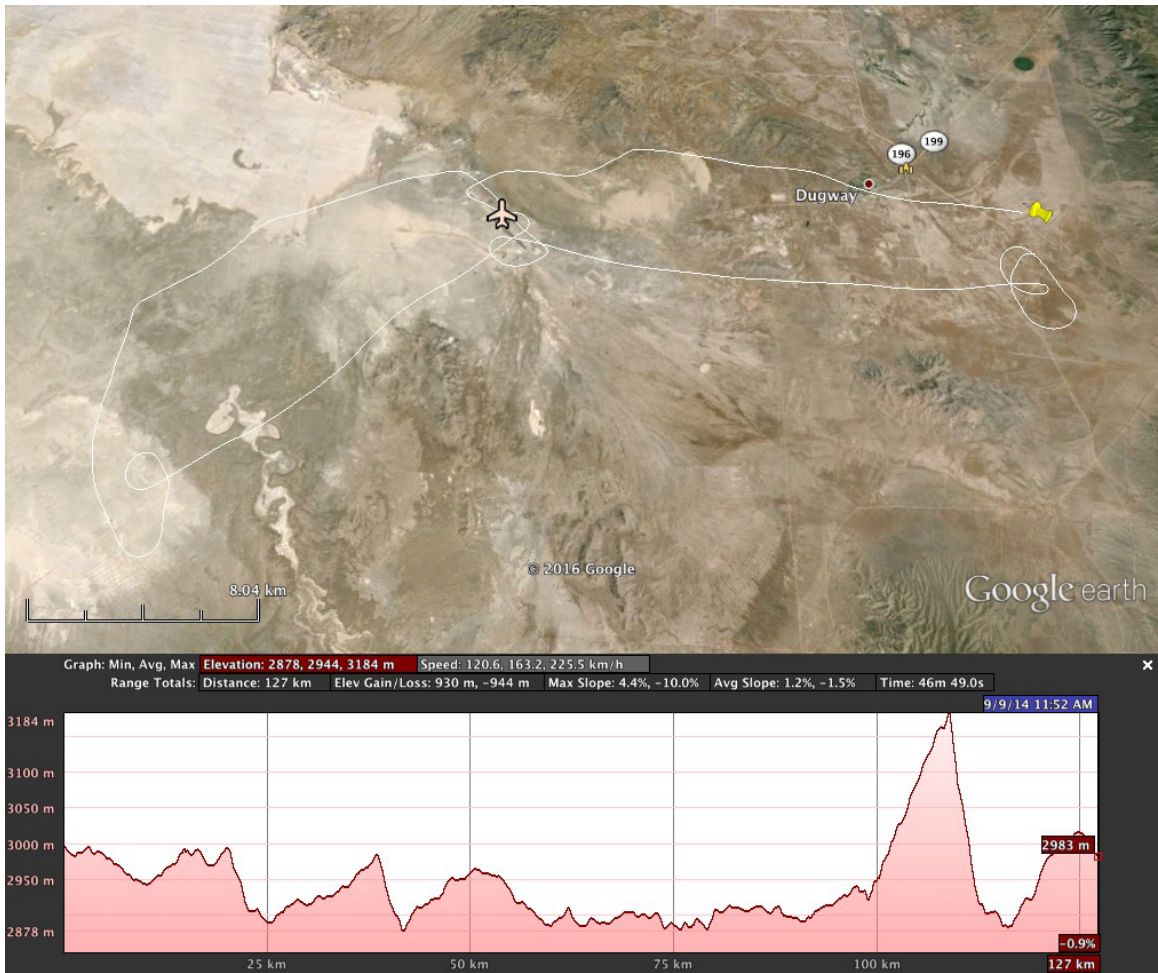 199
196
Dugway
© 2016 Google
Google earth
8.04 km
Graph: Min, Avg, Max Elevation: 2878, 2944, 3184 m Speed: 120.6, 163.2, 225.5 km/h
Range Totals: Distance: 127 km Elev Gain/Loss: 930 m, -944 m Max Slope: 4.4%, -10.0% Avg Slope: 1.2%, -1.5% Time: 46m 49.0s
9/9/14 11:52 AM
3184 m
3100 m
3050 m
3000 m
2983 m
2950 m
2878 m
-0.9%
25 km 50 km 75 km 100 km 127 km